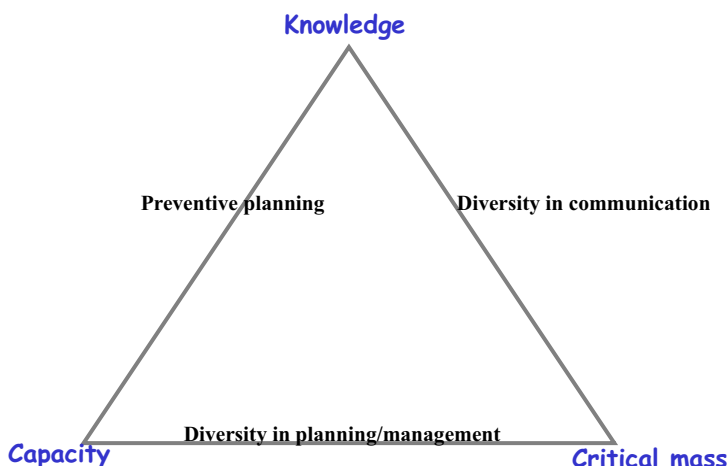 Knowledge
Preventive planning
Diversity in communication
Diversity in planning/management
Capacity
Critical mass